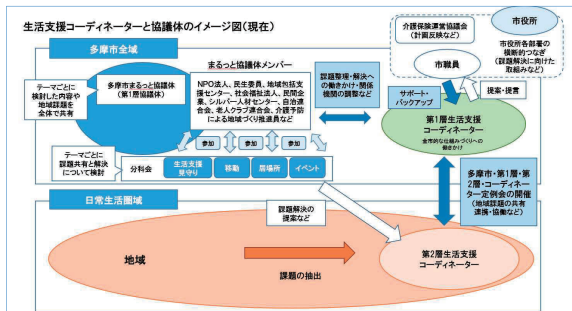 生活支援コーディネーターと協議体のイメージ図（現在）
介護保険運営協議会
（計画反映など）
市役所
市役所各部署の
横断的つなぎ
（課題解決に向けた
取組みなど）
市職員
多摩市全域
まるっと協議体メンバー
テーマごとに
検討した内容や
地域課題を
全体で共有
多摩市まるっと協議体
（第1層協議体）
NPO法人、民生委員、地域包括支
援センター、社会福祉法人、民間企
業、シルバー人材センター、自治連
合会、老人クラブ連合会、介護予防
による地域づくり推進員など
課題整理・解決へ
の働きかけ・関係
機関の調整など
サポート・
バックアップ
提案・提言
第1層生活支援
コーディネーター
全市的な仕組みづくりへの
働きかけ
参加
参加
参加
参加
テーマごとに
課題共有と解決
について検討
分科会
生活支援
見守り
移動
居場所
イベント
多摩市・第1層・第
2層・コーディネー
ター定例会の開催
（地域課題の共有
連携・協働など）
日常生活圏域
課題解決の
提案など
地域
課題の抽出
第2層生活支援
コーディネーター